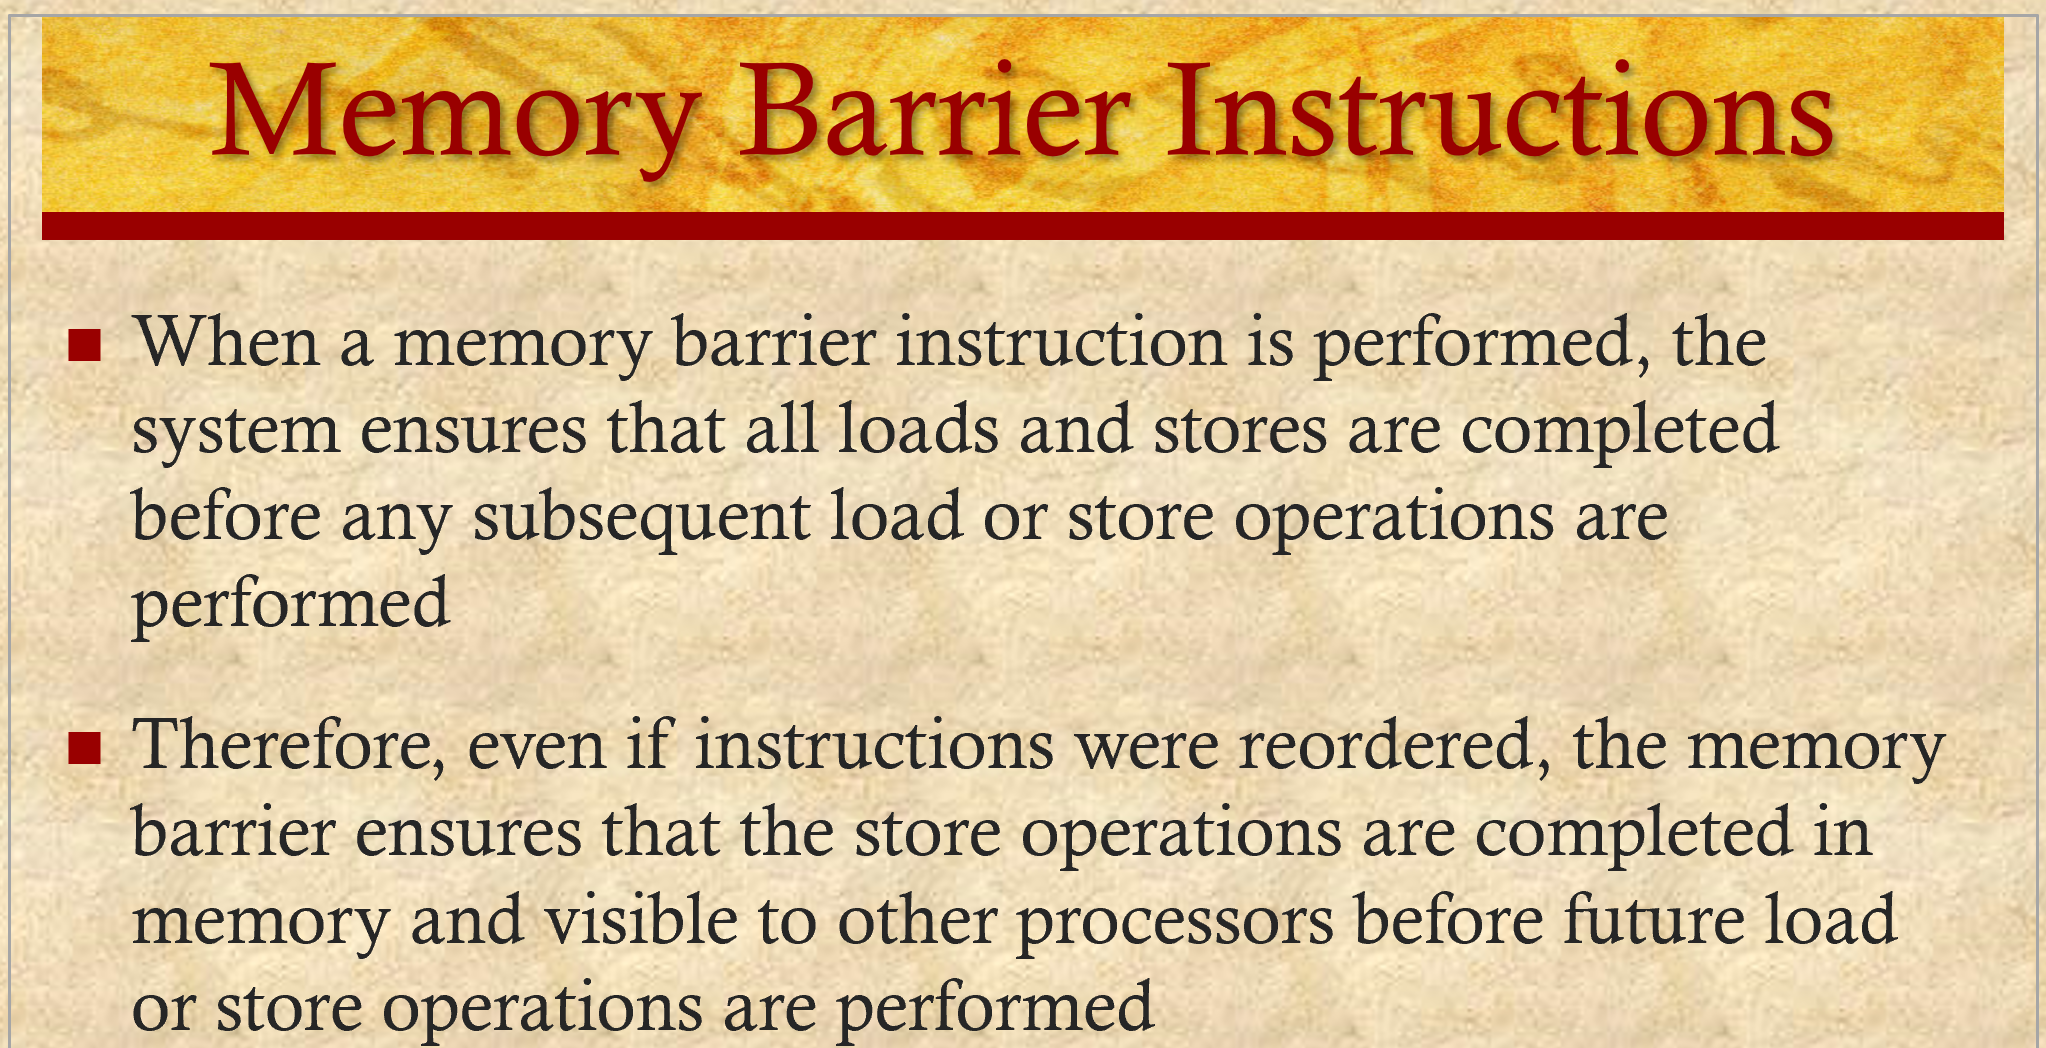 Memory Barrier Instructions
When a memory barrier instruction is performed, the
system ensures that all loads and stores are completed
before any subsequent load or store operations are
performed
Therefore, even if instructions were reordered, the memory
barrier ensures that the store operations are completed in
memory and visible to other processors before future load
or store operations are performed